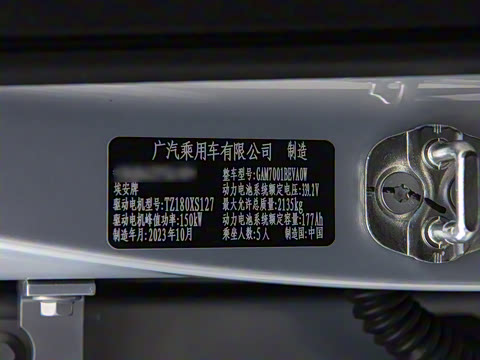 广汽乘用车有限公司 制造
整车型号:GAM7001BEVA0W
埃安牌 动力电池系统额定电压:339.2V
驱动电机型号:TZ180XS127 最大允许总质量:2135kg
驱动电机峰值功率:150kW 动力电池系统额定容量:177Ah
制造年月:2023年10月 乘坐人数:5人 制造国:中国